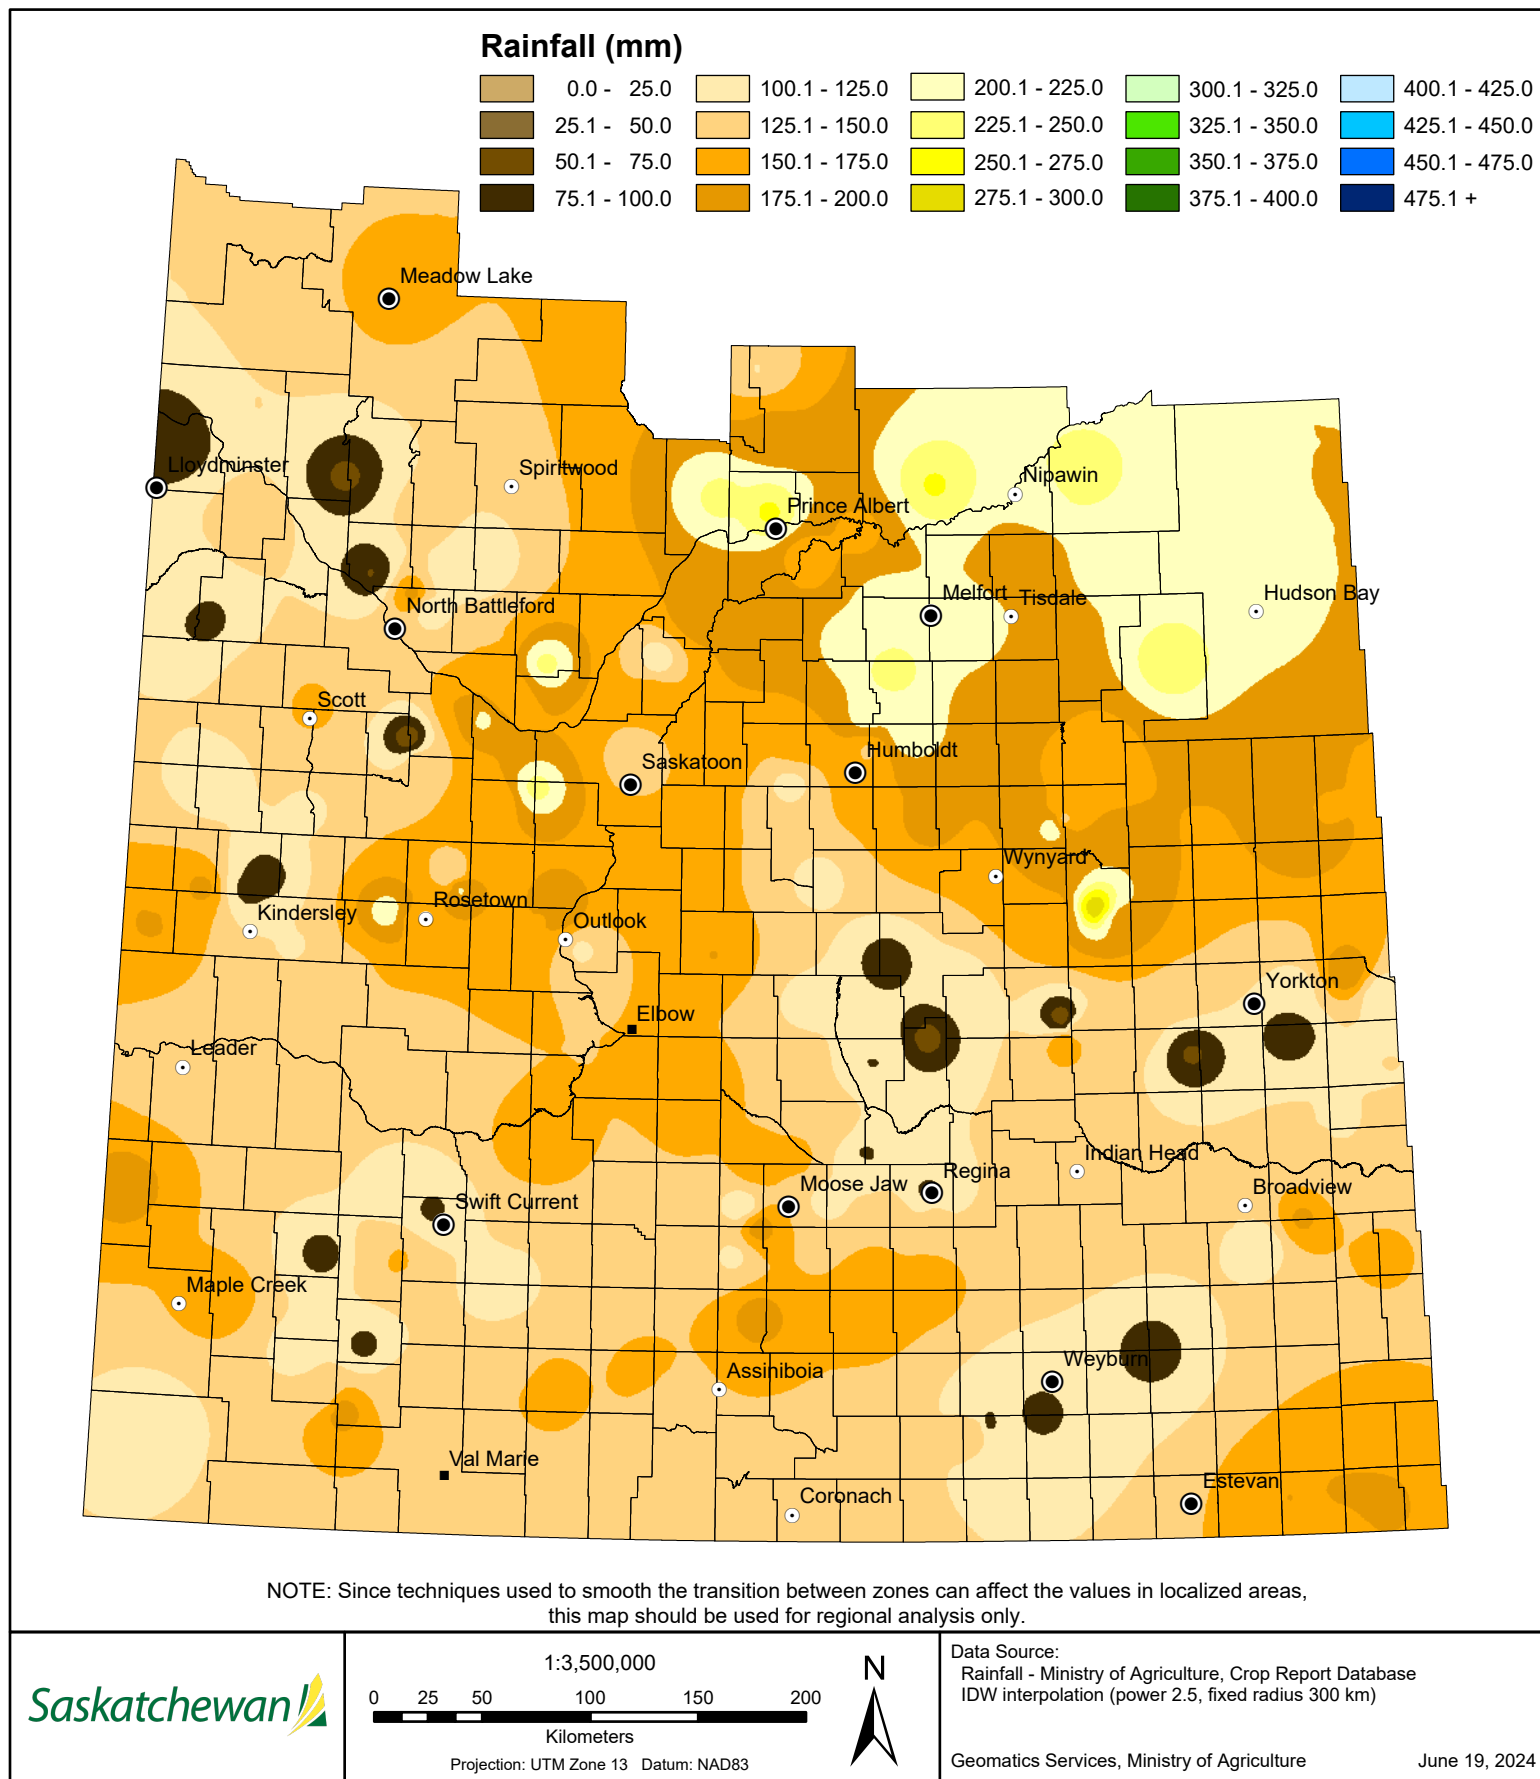 Rainfall (mm)
0.0 - 25.0
25.1 - 50.0
50.1 - 75.0
75.1 - 100.0
100.1 - 125.0
125.1 - 150.0
150.1 - 175.0
175.1 - 200.0
200.1 - 225.0
225.1 - 250.0
250.1 - 275.0
275.1 - 300.0
300.1 - 325.0
325.1 - 350.0
350.1 - 375.0
375.1 - 400.0
400.1 - 425.0
425.1 - 450.0
450.1 - 475.0
475.1 +
Meadow Lake
Lloydminster
Spiritwood
Nipawin
Prince Albert
North Battleford
Melfort
Tisdale
Hudson Bay
Scott
Saskatoon
Humboldt
Wynyard
Kindersley
Rosetown
Outlook
Yorkton
Elbow
Leader
Indian Head
Regina
Moose Jaw
Broadview
Swift Current
Maple Creek
Weyburn
Assiniboia
Val Marie
Estevan
Coronach
NOTE: Since techniques used to smooth the transition between zones can affect the values in localized areas,
this map should be used for regional analysis only.
Saskatchewan
1:3,500,000
0 25 50 100 150 200
Kilometers
Projection: UTM Zone 13 Datum: NAD83
N
Data Source:
Rainfall - Ministry of Agriculture, Crop Report Database
IDW interpolation (power 2.5, fixed radius 300 km)
Geomatics Services, Ministry of Agriculture June 19, 2024